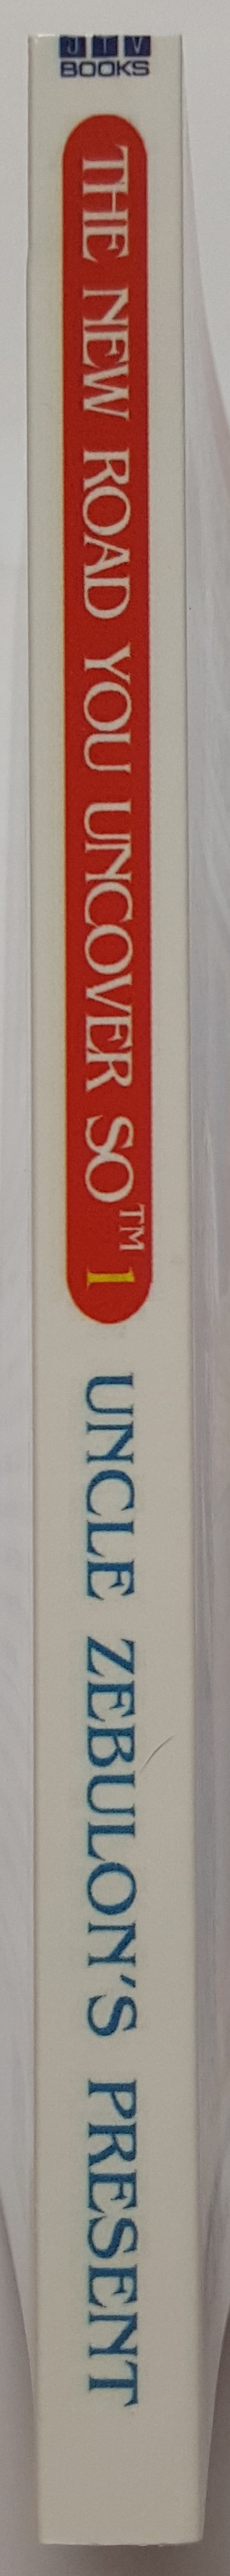 JTV
BOOKS
THE NEW ROAD YOU UNCOVER SO™ 1
UNCLE ZEBULON'S PRESENT